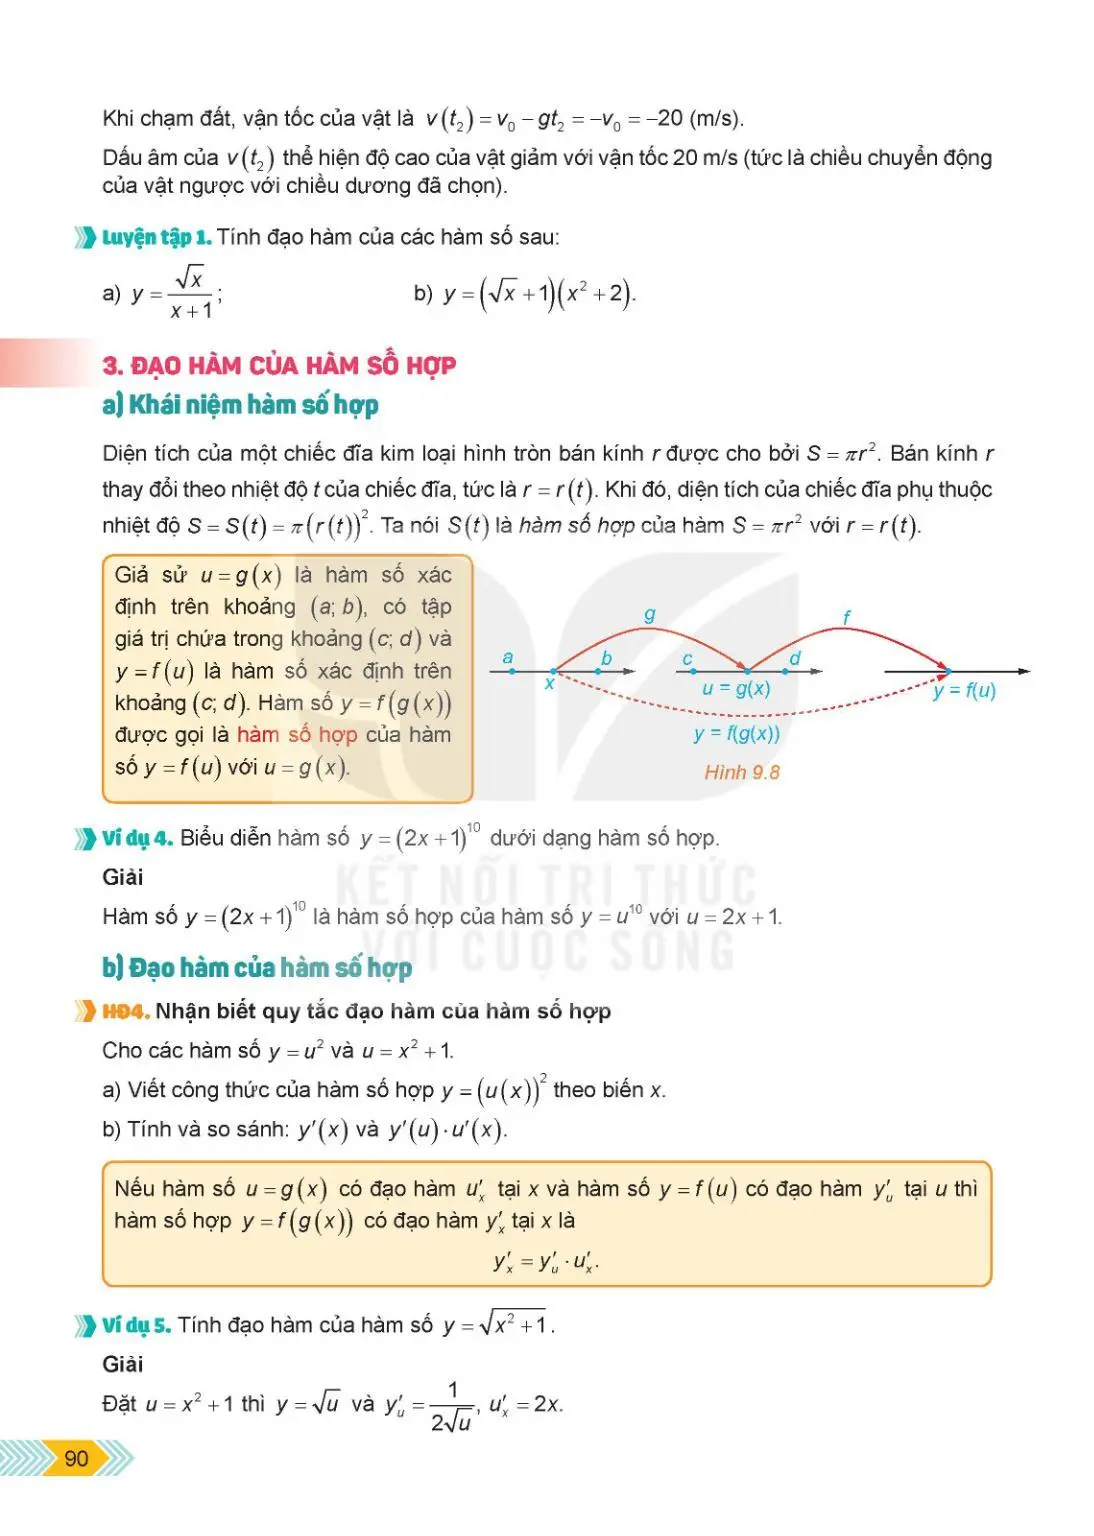 Khi chạm đất, vận tốc của vật là v(t₂) = v₀ − gt₂ = −v₀ = −20 (m/s).
Dấu âm của v(t₂) thể hiện độ cao của vật giảm với vận tốc 20 m/s (tức là chiều chuyển động
của vật ngược với chiều dương đã chọn).
Luyện tập 1. Tính đạo hàm của các hàm số sau:
a) y = √x / (x + 1); b) y = (√x + 1)(x² + 2).
3. ĐẠO HÀM CỦA HÀM SỐ HỢP
a) Khái niệm hàm số hợp
Diện tích của một chiếc đĩa kim loại hình tròn bán kính r được cho bởi S = πr². Bán kính r
thay đổi theo nhiệt độ t của chiếc đĩa, tức là r = r(t). Khi đó, diện tích của chiếc đĩa phụ thuộc
nhiệt độ S = S(t) = π(r(t))². Ta nói S(t) là hàm số hợp của hàm S = πr² với r = r(t).
Giả sử u = g(x) là hàm số xác
định trên khoảng (a; b), có tập
giá trị chứa trong khoảng (c; d) và
y = f(u) là hàm số xác định trên
khoảng (c; d). Hàm số y = f(g(x))
được gọi là hàm số hợp của hàm
số y = f(u) với u = g(x).
g f
a b c d
x u = g(x) y = f(u)
y = f(g(x))
Hình 9.8
Ví dụ 4. Biểu diễn hàm số y = (2x + 1)¹⁰ dưới dạng hàm số hợp.
KẾT NỐI TRI THỨC
Giải
Hàm số y = (2x + 1)¹⁰ là hàm số hợp của hàm số y = u¹⁰ với u = 2x + 1.
VỚI CUỘC SỐNG
b) Đạo hàm của hàm số hợp
HĐ4. Nhận biết quy tắc đạo hàm của hàm số hợp
Cho các hàm số y = u² và u = x² + 1.
a) Viết công thức của hàm số hợp y = (u(x))² theo biến x.
b) Tính và so sánh: y′(x) và y′(u) · u′(x).
Nếu hàm số u = g(x) có đạo hàm u′ₓ tại x và hàm số y = f(u) có đạo hàm y′ᵤ tại u thì
hàm số hợp y = f(g(x)) có đạo hàm y′ₓ tại x là
y′ₓ = y′ᵤ · u′ₓ.
Ví dụ 5. Tính đạo hàm của hàm số y = √(x² + 1).
Giải
Đặt u = x² + 1 thì y = √u và y′ᵤ = 1 / (2√u), u′ₓ = 2x.
90